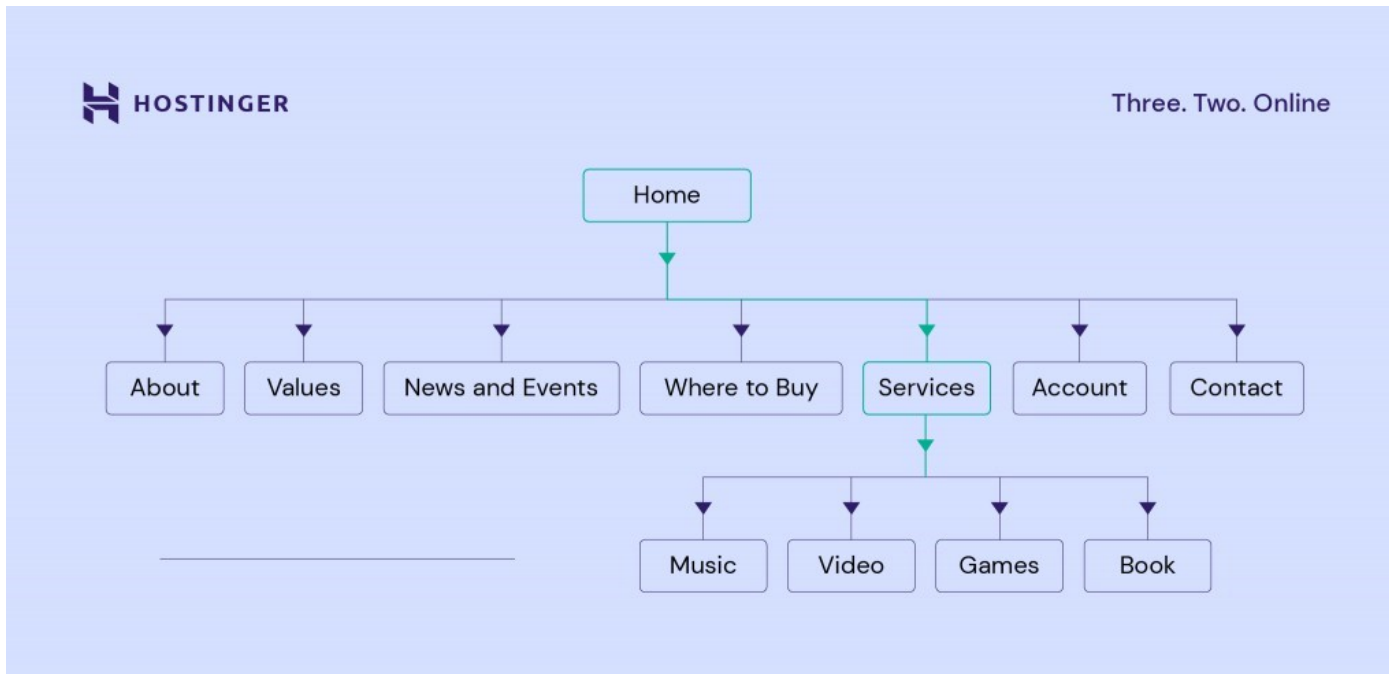 HOSTINGER
Three. Two. Online
Home
About
Values
News and Events
Where to Buy
Services
Account
Contact
Music
Video
Games
Book